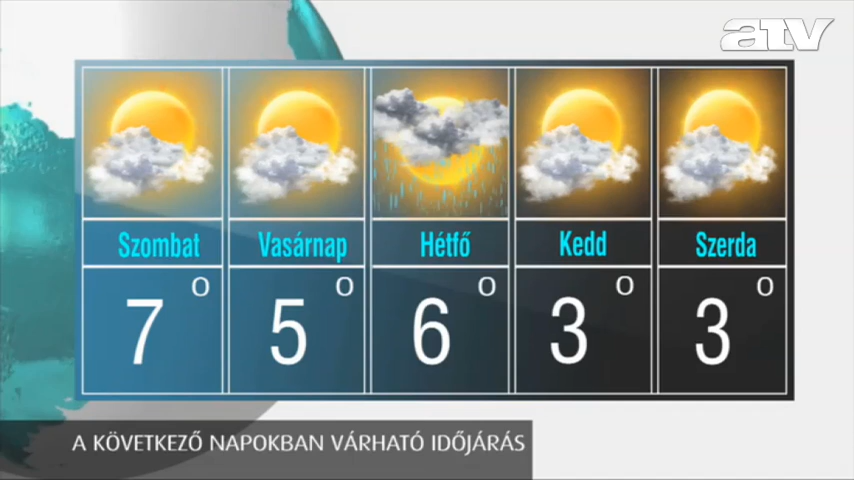 atv
Szombat Vasárnap Hétfő Kedd Szerda
7° 5° 6° 3° 3°
A KÖVETKEZŐ NAPOKBAN VÁRHATÓ IDŐJÁRÁS